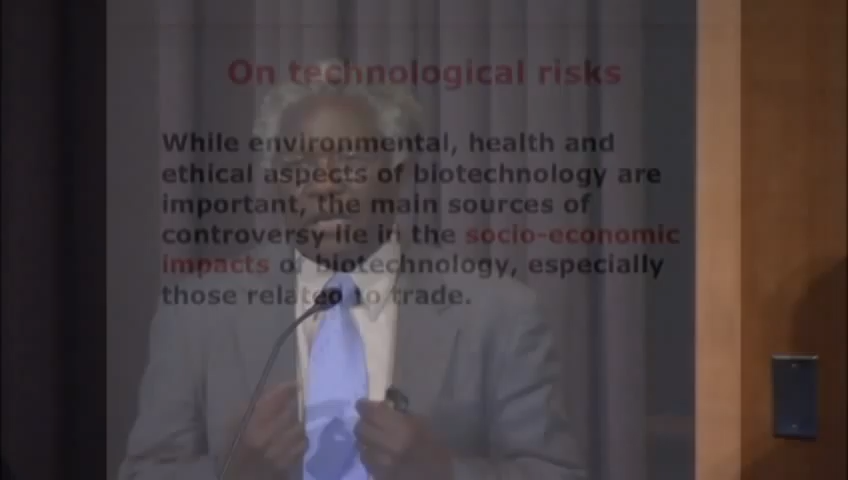 On technological risks
While environmental, health and
ethical aspects of biotechnology are
important, the main sources of
controversy lie in the socio-economic
impacts of biotechnology, especially
those related to trade.